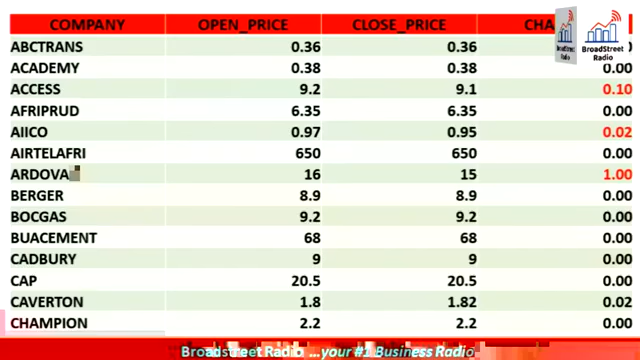 COMPANY OPEN_PRICE CLOSE_PRICE
ABCTRANS 0.36 0.36
ACADEMY 0.38 0.38 0.00
ACCESS 9.2 9.1 0.10
AFRIPRUD 6.35 6.35 0.00
AIICO 0.97 0.95 0.02
AIRTELAFRI 650 650 0.00
ARDOVA 16 15 1.00
BERGER 8.9 8.9 0.00
BOCGAS 9.2 9.2 0.00
BUACEMENT 68 68 0.00
CADBURY 9 9 0.00
CAP 20.5 20.5 0.00
CAVERTON 1.8 1.82 0.02
CHAMPION 2.2 2.2 0.00
BroadStreet
Radio
BroadStreet
Radio
Broadstreet Radio ...your #1 Business Radio